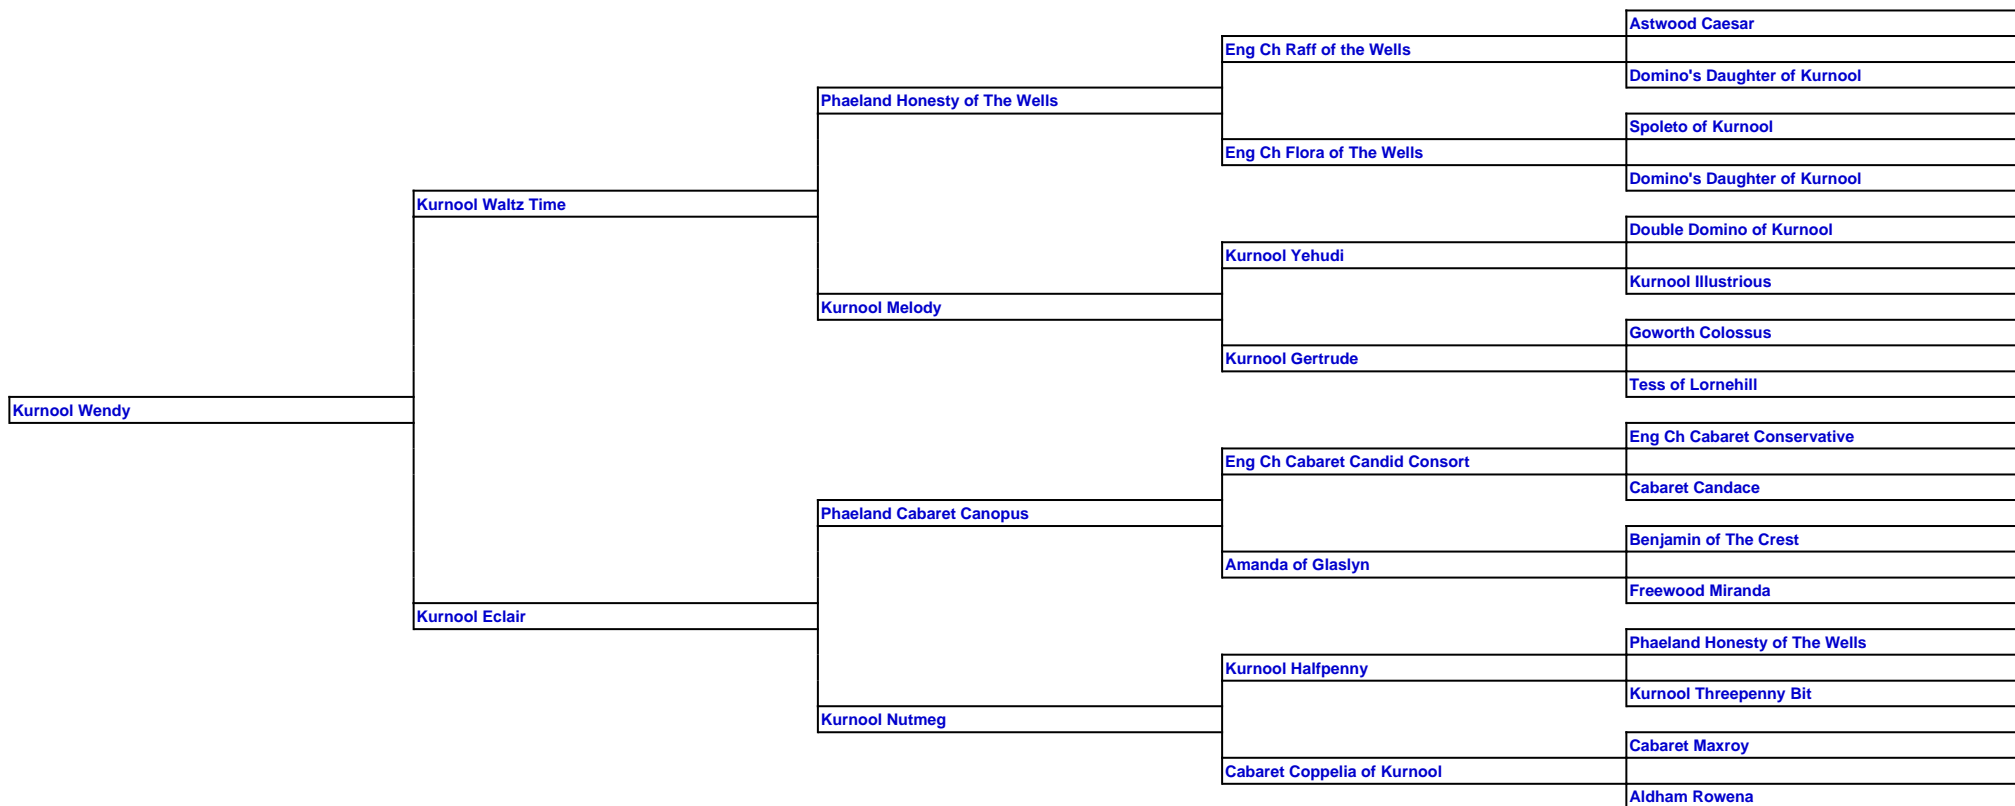 Astwood Caesar
Eng Ch Raff of the Wells
Domino's Daughter of Kurnool
Phaeland Honesty of The Wells
Spoleto of Kurnool
Eng Ch Flora of The Wells
Domino's Daughter of Kurnool
Kurnool Waltz Time
Double Domino of Kurnool
Kurnool Yehudi
Kurnool Illustrious
Kurnool Melody
Goworth Colossus
Kurnool Gertrude
Tess of Lornehill
Kurnool Wendy
Eng Ch Cabaret Conservative
Eng Ch Cabaret Candid Consort
Cabaret Candace
Phaeland Cabaret Canopus
Benjamin of The Crest
Amanda of Glaslyn
Freewood Miranda
Kurnool Eclair
Phaeland Honesty of The Wells
Kurnool Halfpenny
Kurnool Threepenny Bit
Kurnool Nutmeg
Cabaret Maxroy
Cabaret Coppelia of Kurnool
Aldham Rowena